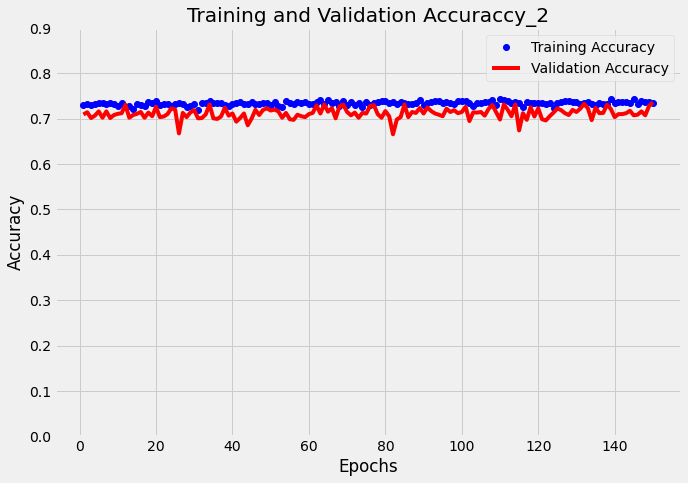 Training and Validation Accuraccy_2
0.9
0.8
0.7
0.6
0.5
0.4
0.3
0.2
0.1
0.0
Accuracy
Training Accuracy
Validation Accuracy
0 20 40 60 80 100 120 140
Epochs